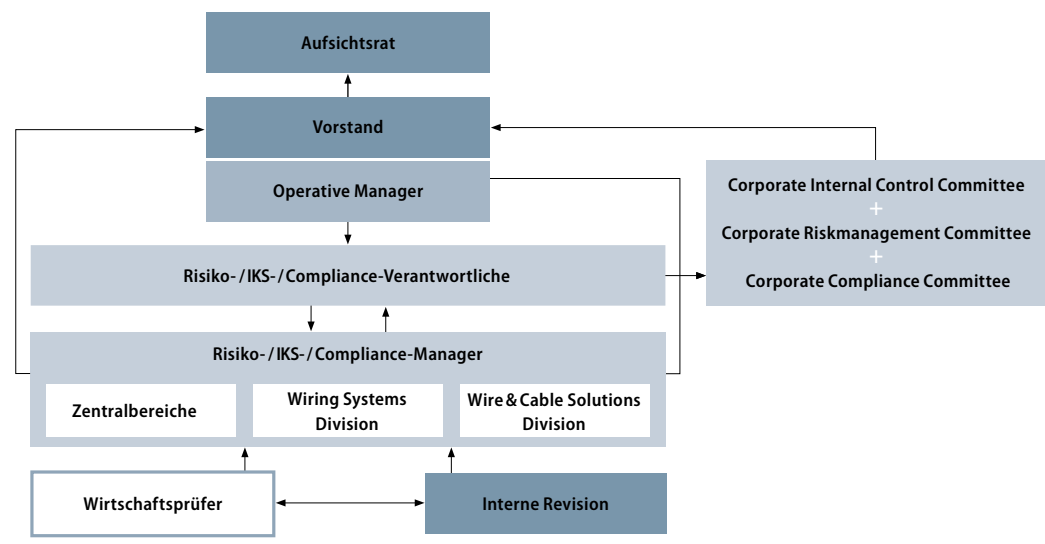 Aufsichtsrat
Vorstand
Operative Manager
Corporate Internal Control Committee
+
Corporate Riskmanagement Committee
+
Corporate Compliance Committee
Risiko-/IKS-/Compliance-Verantwortliche
Risiko-/IKS-/Compliance-Manager
Zentralbereiche
Wiring Systems
Division
Wire & Cable Solutions
Division
Wirtschaftsprüfer
Interne Revision